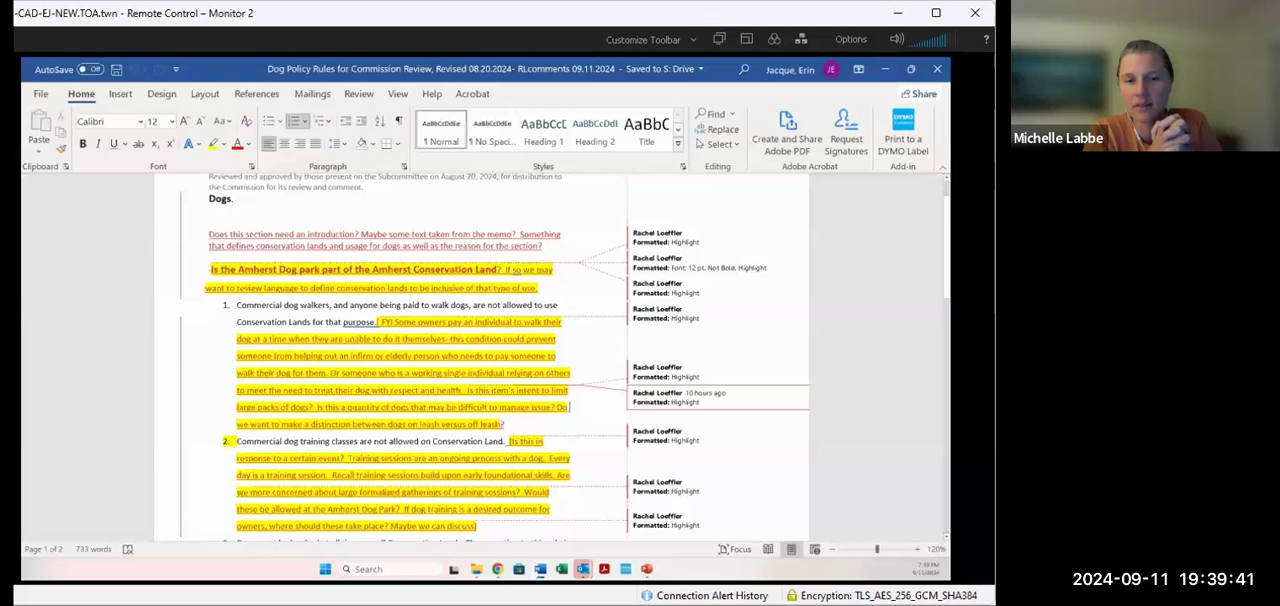 -CAD-EJ-NEW.TOA.twn - Remote Control – Monitor 2
Customize Toolbar
Options
?
AutoSave Off
Dog Policy Rules for Commission Review, Revised 08.20.2024- RLcomments 09.11.2024 - Saved to S: Drive
Jacque, Erin JE
File Home Insert Design Layout References Mailings Review View Help Acrobat
Share
Paste
Calibri 12
AaBbCcDdEe AaBbCcDdEe AaBbCc AaBbCcDdI AaBbC
¶ Normal ¶ No Spaci... Heading 1 Heading 2 Title
Find
Replace
Select
Create and Share Adobe PDF
Request Signatures
Print to a DYMO Label
Clipboard Font Paragraph Styles Editing Adobe Acrobat Add-in
Reviewed and approved by those present on the Subcommittee on August 20, 2024, for distribution to
the Commission for its review and comment.
Dogs.
Does this section need an introduction? Maybe some text taken from the memo? Something
that defines conservation lands and usage for dogs as well as the reason for the section?
Is the Amherst Dog park part of the Amherst Conservation Land? If so we may
want to review language to define conservation lands to be inclusive of that type of use.
1. Commercial dog walkers, and anyone being paid to walk dogs, are not allowed to use
Conservation Lands for that purpose.[ FYI Some owners pay an individual to walk their
dog at a time when they are unable to do it themselves- this condition could prevent
someone from helping out an infirm or elderly person who needs to pay someone to
walk their dog for them. Or someone who is a working single individual relying on others
to meet the need to treat their dog with respect and health. Is this item's intent to limit
large packs of dogs? Is this a quantity of dogs that may be difficult to manage issue? Do
we want to make a distinction between dogs on leash versus off leash?
2. Commercial dog training classes are not allowed on Conservation Land. [Is this in
response to a certain event? Training sessions are an ongoing process with a dog. Every
day is a training session. Recall training sessions build upon early foundational skills. Are
we more concerned about large formalized gatherings of training sessions? Would
these be allowed at the Amherst Dog Park? If dog training is a desired outcome for
owners, where should these take place? Maybe we can discuss]
Rachel Loeffler
Formatted: Highlight
Rachel Loeffler
Formatted: Font: 12 pt, Not Bold, Highlight
Rachel Loeffler
Formatted: Highlight
Rachel Loeffler
Formatted: Highlight
Rachel Loeffler
Formatted: Highlight
Rachel Loeffler 10 hours ago
Formatted: Highlight
Rachel Loeffler
Formatted: Highlight
Rachel Loeffler
Formatted: Highlight
Rachel Loeffler
Formatted: Highlight
Page 1 of 2 733 words
Focus
120%
Search
Connection Alert History
Encryption: TLS_AES_256_GCM_SHA384
Michelle Labbe
2024-09-11 19:39:41